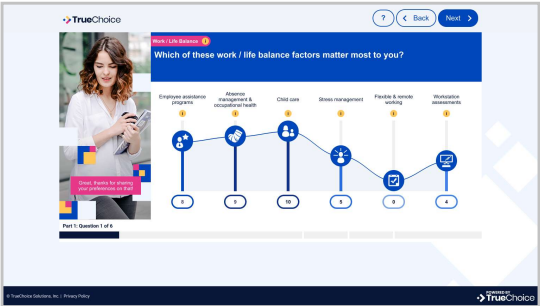 TrueChoice
?
Back
Next
Work / Life Balance
Which of these work / life balance factors matter most to you?
Employee assistance
programs
Absence
management &
occupational health
Child care
Stress management
Flexible & remote
working
Workstation
assessments
8
9
10
5
0
4
Great, thanks for sharing
your preferences on that!
Part 1: Question 1 of 6
© TrueChoice Solutions, Inc. | Privacy Policy
POWERED BY
TrueChoice